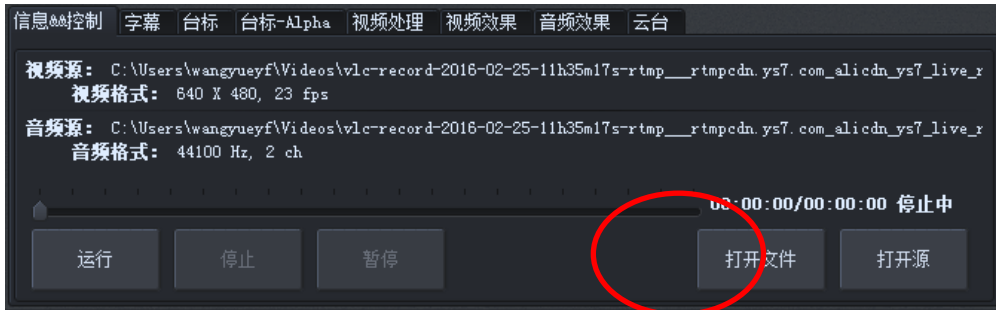 信息&&控制 字幕 台标 台标-Alpha 视频处理 视频效果 音频效果 云台
视频源： C:\Users\wangyueyf\Videos\vlc-record-2016-02-25-11h35m17s-rtmp___rtmpcdn.ys7.com_alicdn_ys7_live_r
视频格式： 640 X 480, 23 fps
音频源： C:\Users\wangyueyf\Videos\vlc-record-2016-02-25-11h35m17s-rtmp___rtmpcdn.ys7.com_alicdn_ys7_live_r
音频格式： 44100 Hz, 2 ch
00:00:00/00:00:00 停止中
运行 停止 暂停 打开文件 打开源